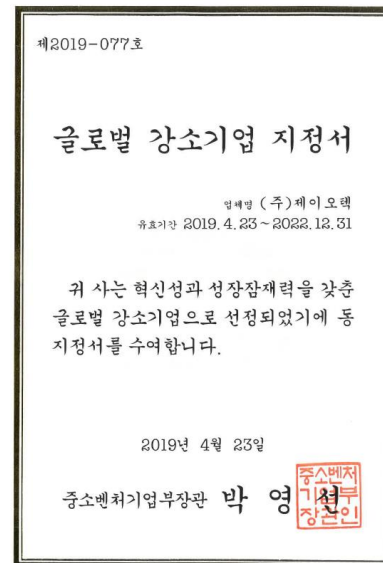 제2019-077호
글로벌 강소기업 지정서
업체명 (주)제이오텍
유효기간 2019. 4. 23 ~ 2022. 12. 31
귀 사는 혁신성과 성장잠재력을 갖춘
글로벌 강소기업으로 선정되었기에 동
지정서를 수여합니다.
2019년 4월 23일
중소벤처기업부장관 박 영 선
중소벤처
기업부
장관인